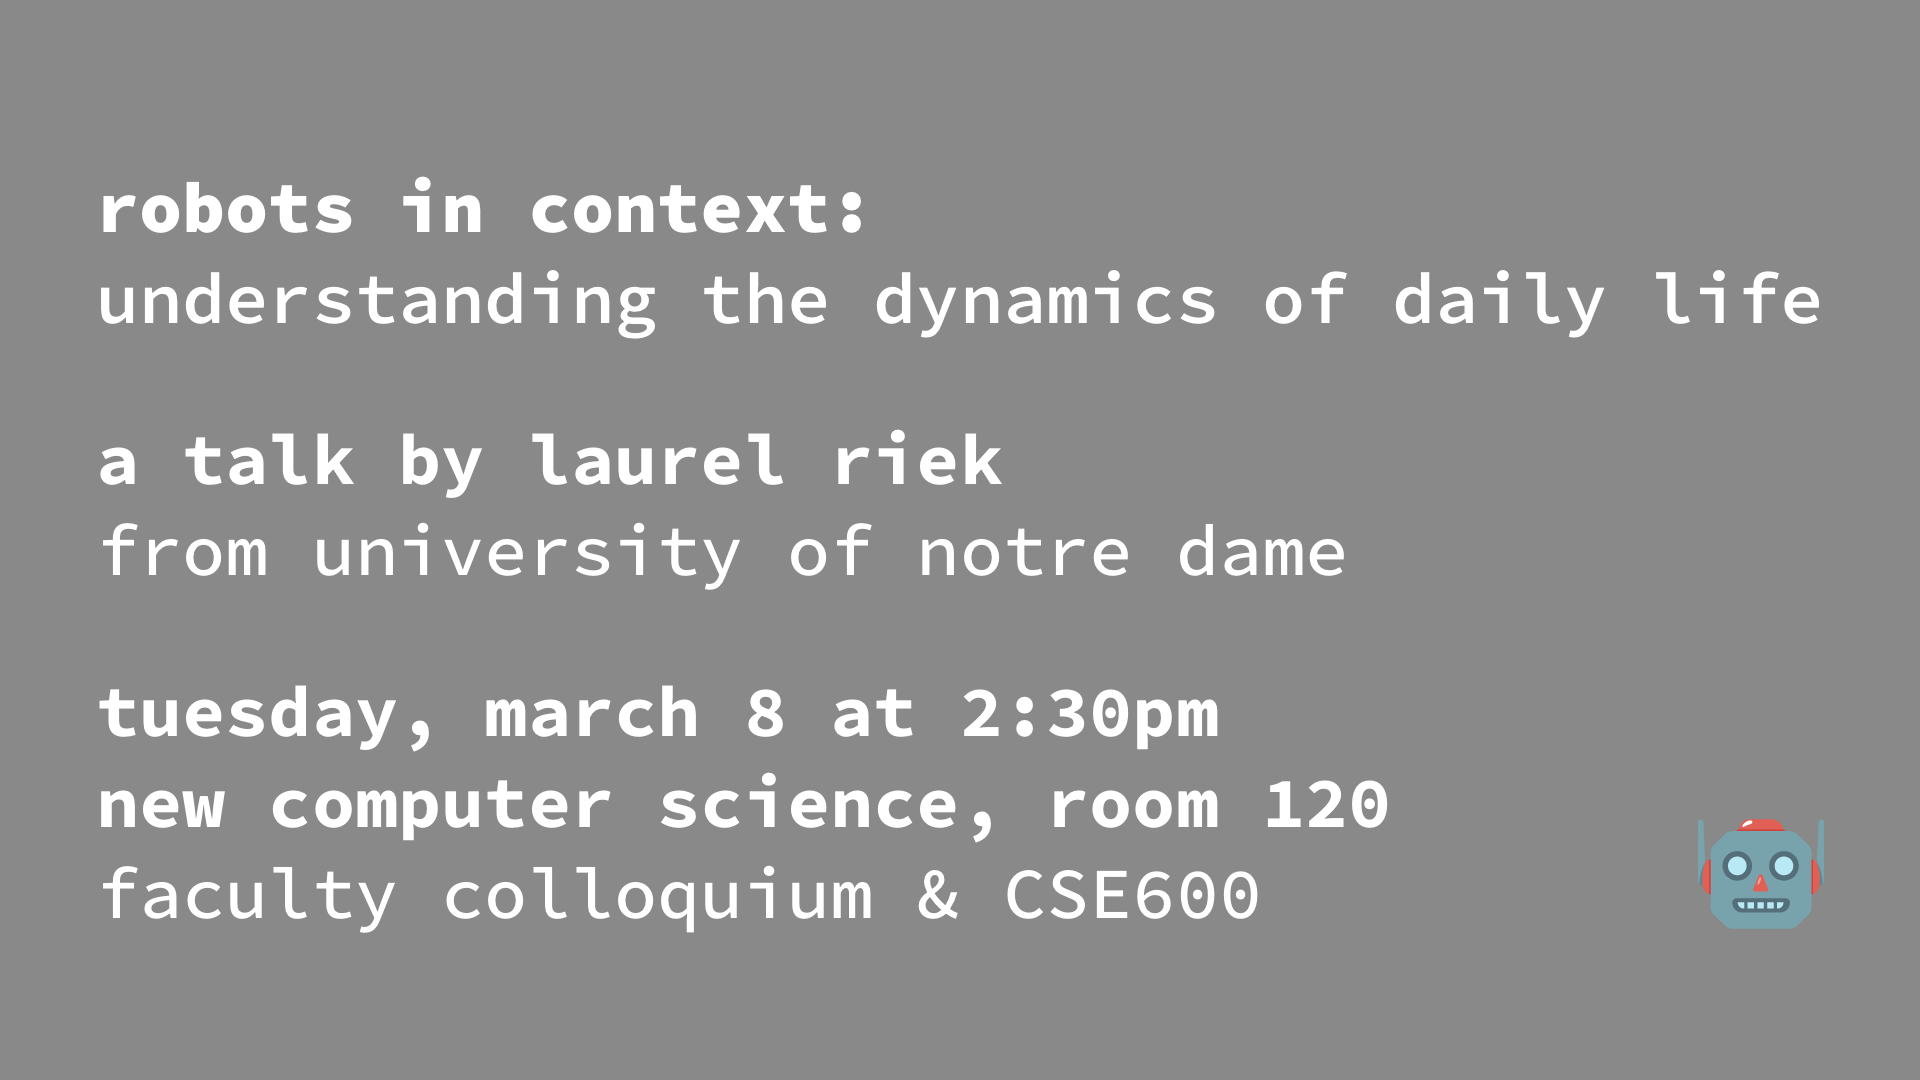 robots in context:
understanding the dynamics of daily life
a talk by laurel riek
from university of notre dame
tuesday, march 8 at 2:30pm
new computer science, room 120
faculty colloquium & CSE600